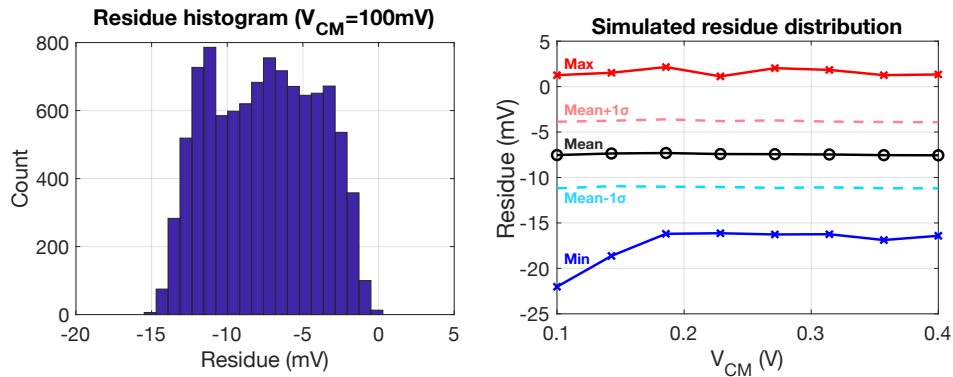 Residue histogram (V_CM=100mV)
800
600
400
200
0
Count
-20
-15
-10
-5
0
5
Residue (mV)
Simulated residue distribution
5
0
-5
-10
-15
-20
-25
Residue (mV)
Max
Mean+1σ
Mean
Mean-1σ
Min
0.1
0.2
0.3
0.4
V_CM (V)